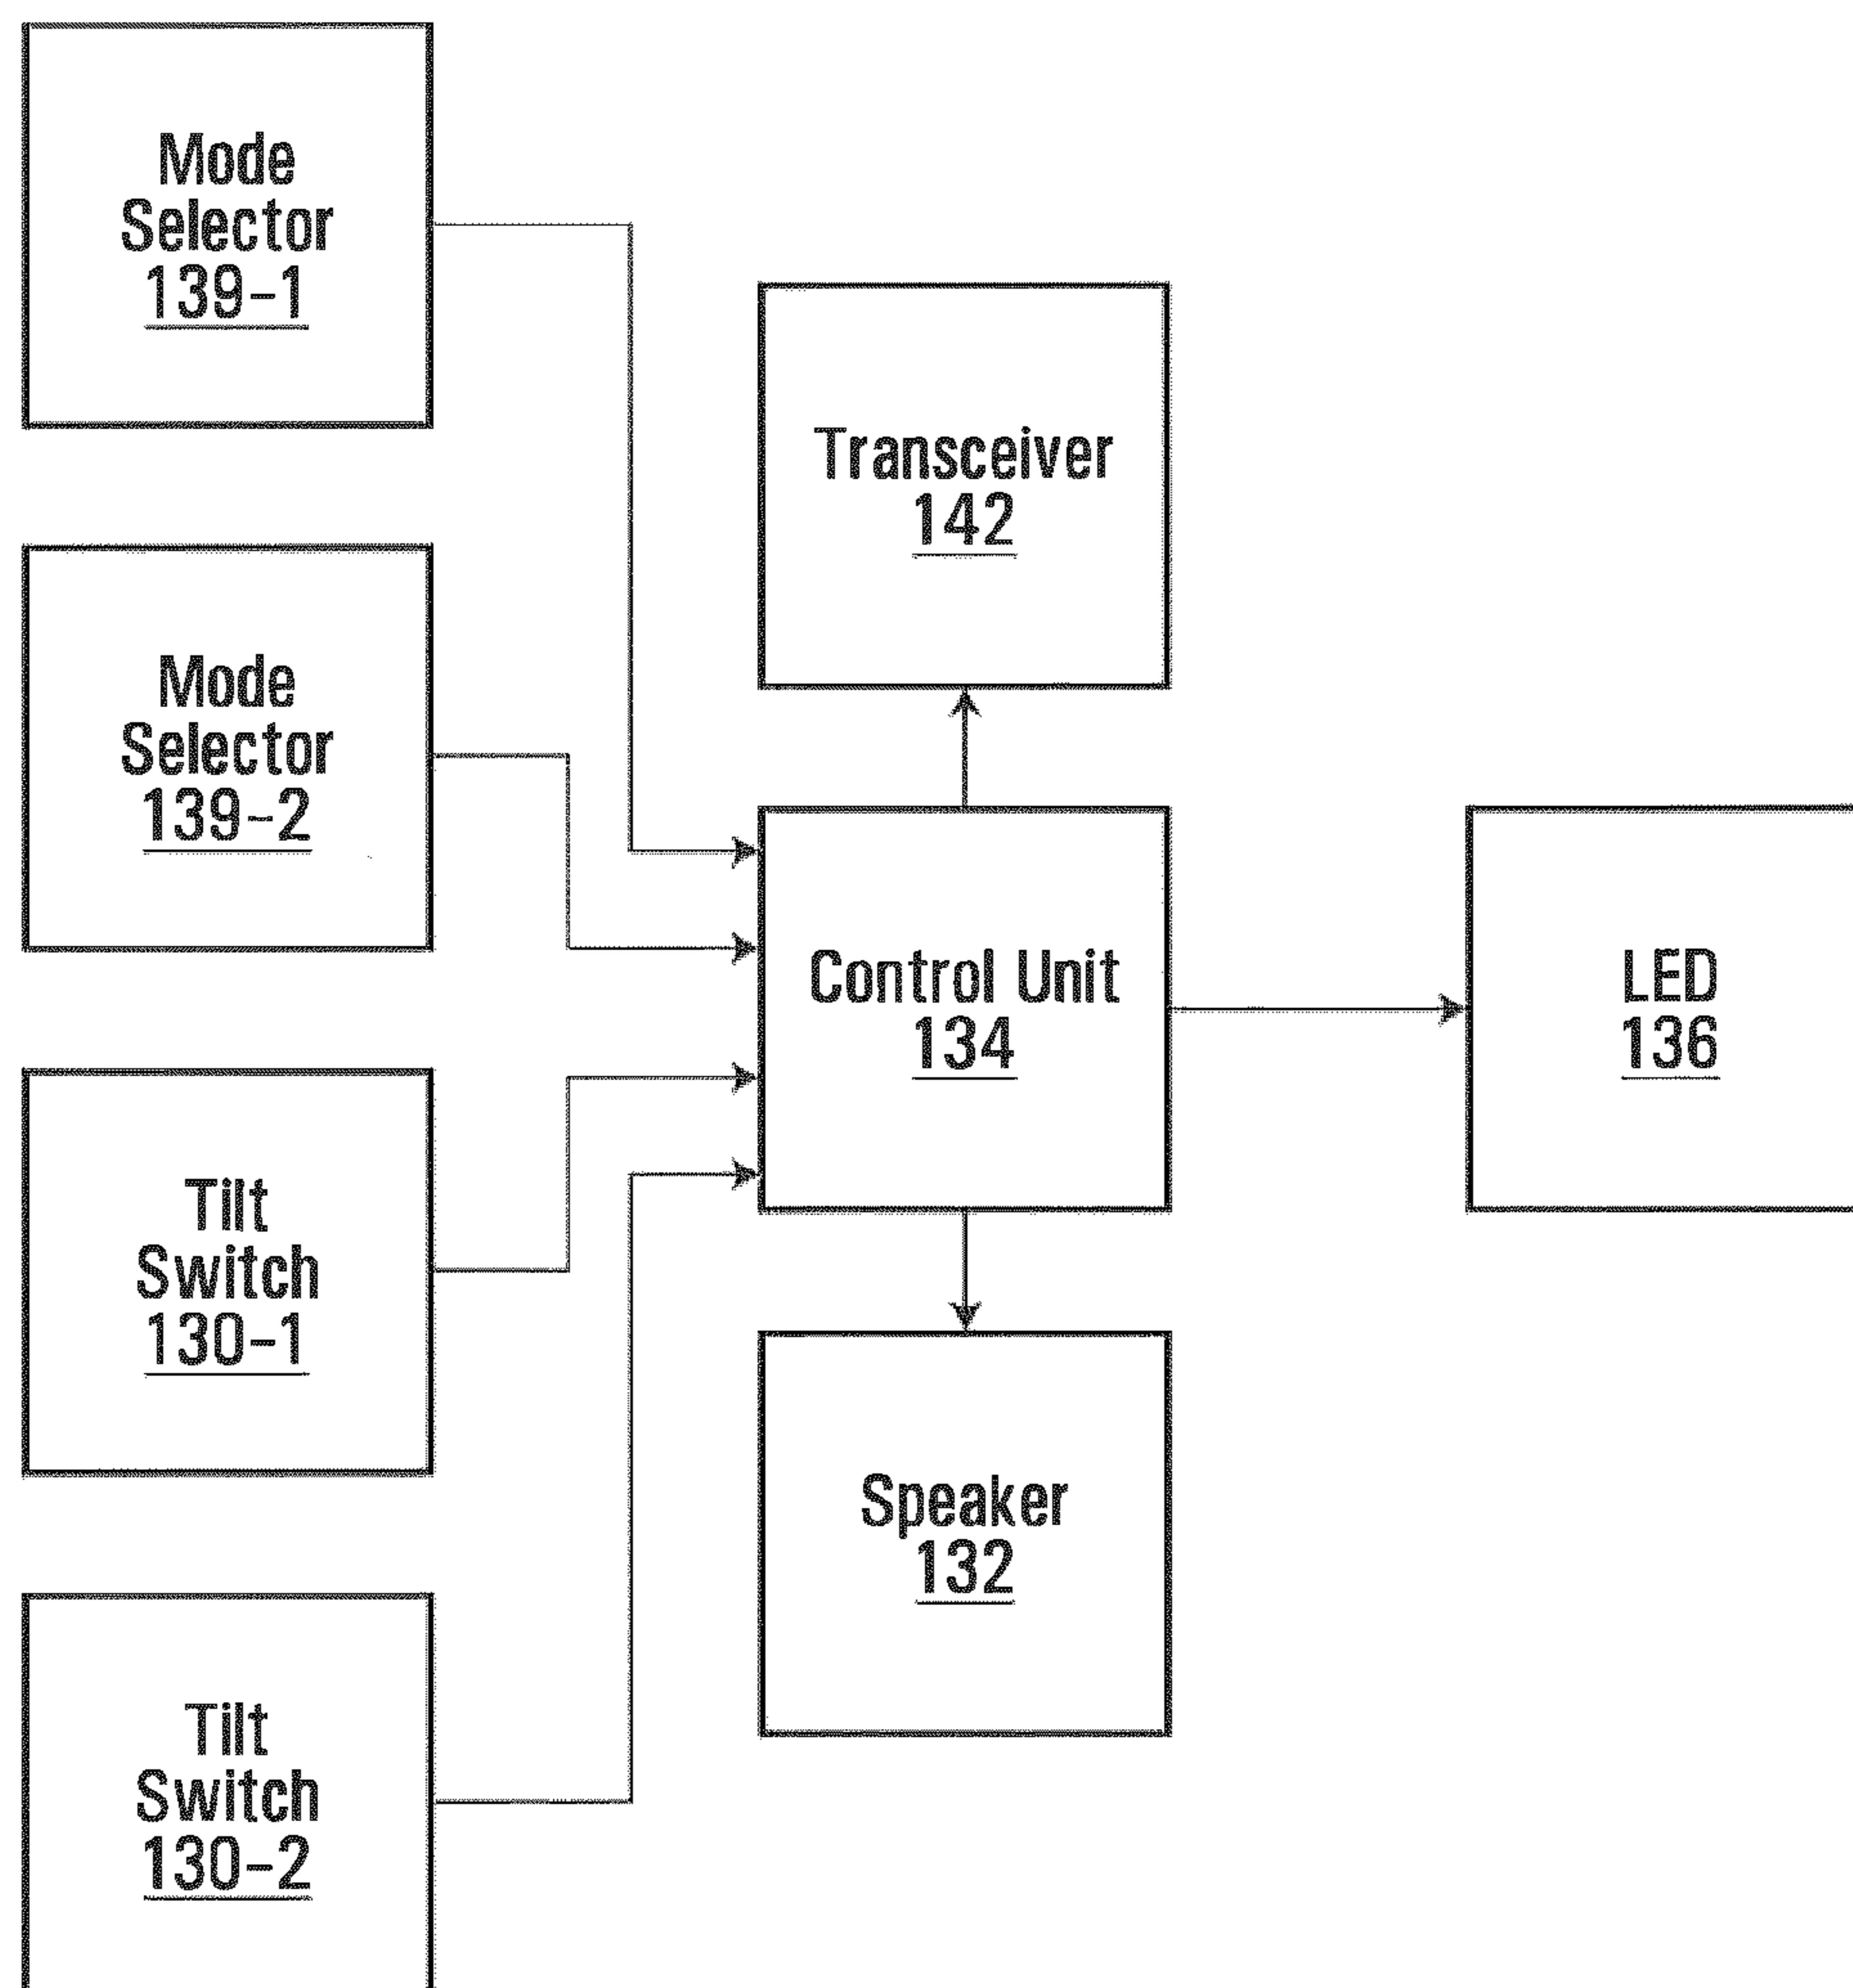 Mode
Selector
139-1
Mode
Selector
139-2
Tilt
Switch
130-1
Tilt
Switch
130-2
Transceiver
142
Control Unit
134
Speaker
132
LED
136